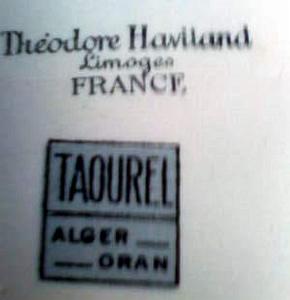 Théodore Haviland
Limoges
FRANCE,
TAOUREL
ALGER
ORAN